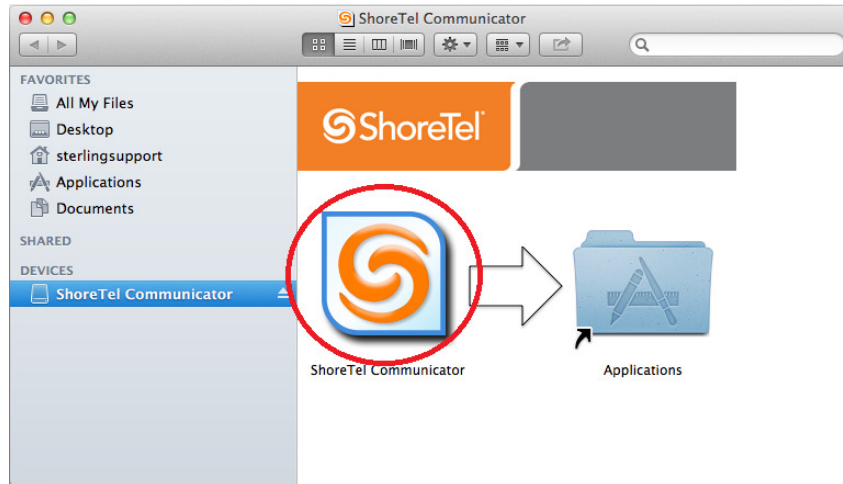 ShoreTel Communicator
FAVORITES
All My Files
Desktop
sterlingsupport
Applications
Documents
SHARED
DEVICES
ShoreTel Communicator
ShoreTel
ShoreTel Communicator
Applications